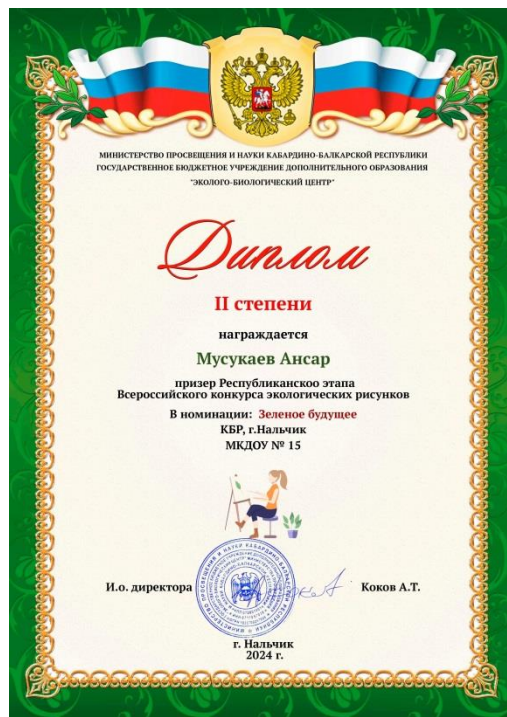 МИНИСТЕРСТВО ПРОСВЕЩЕНИЯ И НАУКИ КАБАРДИНО-БАЛКАРСКОЙ РЕСПУБЛИКИ
ГОСУДАРСТВЕННОЕ БЮДЖЕТНОЕ УЧРЕЖДЕНИЕ ДОПОЛНИТЕЛЬНОГО ОБРАЗОВАНИЯ
"ЭКОЛОГО-БИОЛОГИЧЕСКИЙ ЦЕНТР"
Диплом
II степени
награждается
Мусукаев Ансар
призер Республиканскоо этапа
Всероссийского конкурса экологических рисунков
В номинации: Зеленое будущее
КБР, г.Нальчик
МКДОУ № 15
И.о. директора Коков А.Т.
г. Нальчик
2024 г.